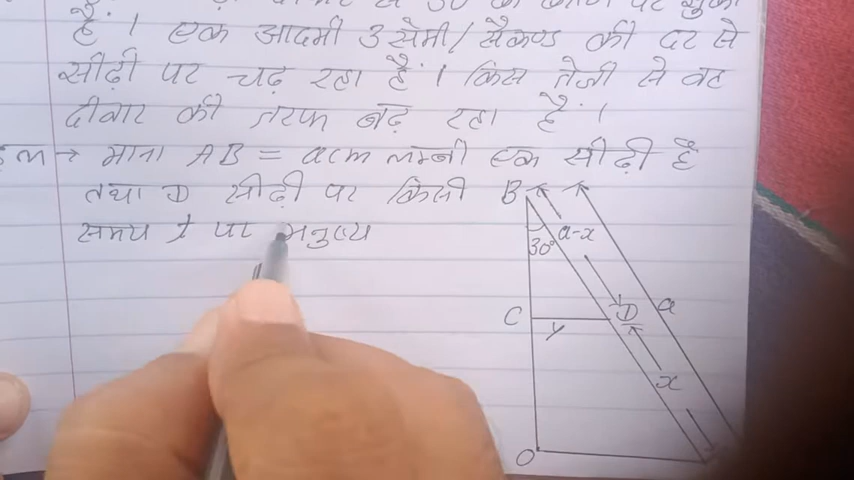 है । एक आदमी 3 सेमी/सैकण्ड की दर से
सीढ़ी पर चढ़ रहा है । किस तेजी से वह
दीवार की तरफ बढ़ रहा है ।
हल → माना AB = a cm लम्बी एक सीढ़ी है
तथा D सीढ़ी पर किसी
समय t पर मनुष्य
B
a-x
30°
C
D
a
y
x
O